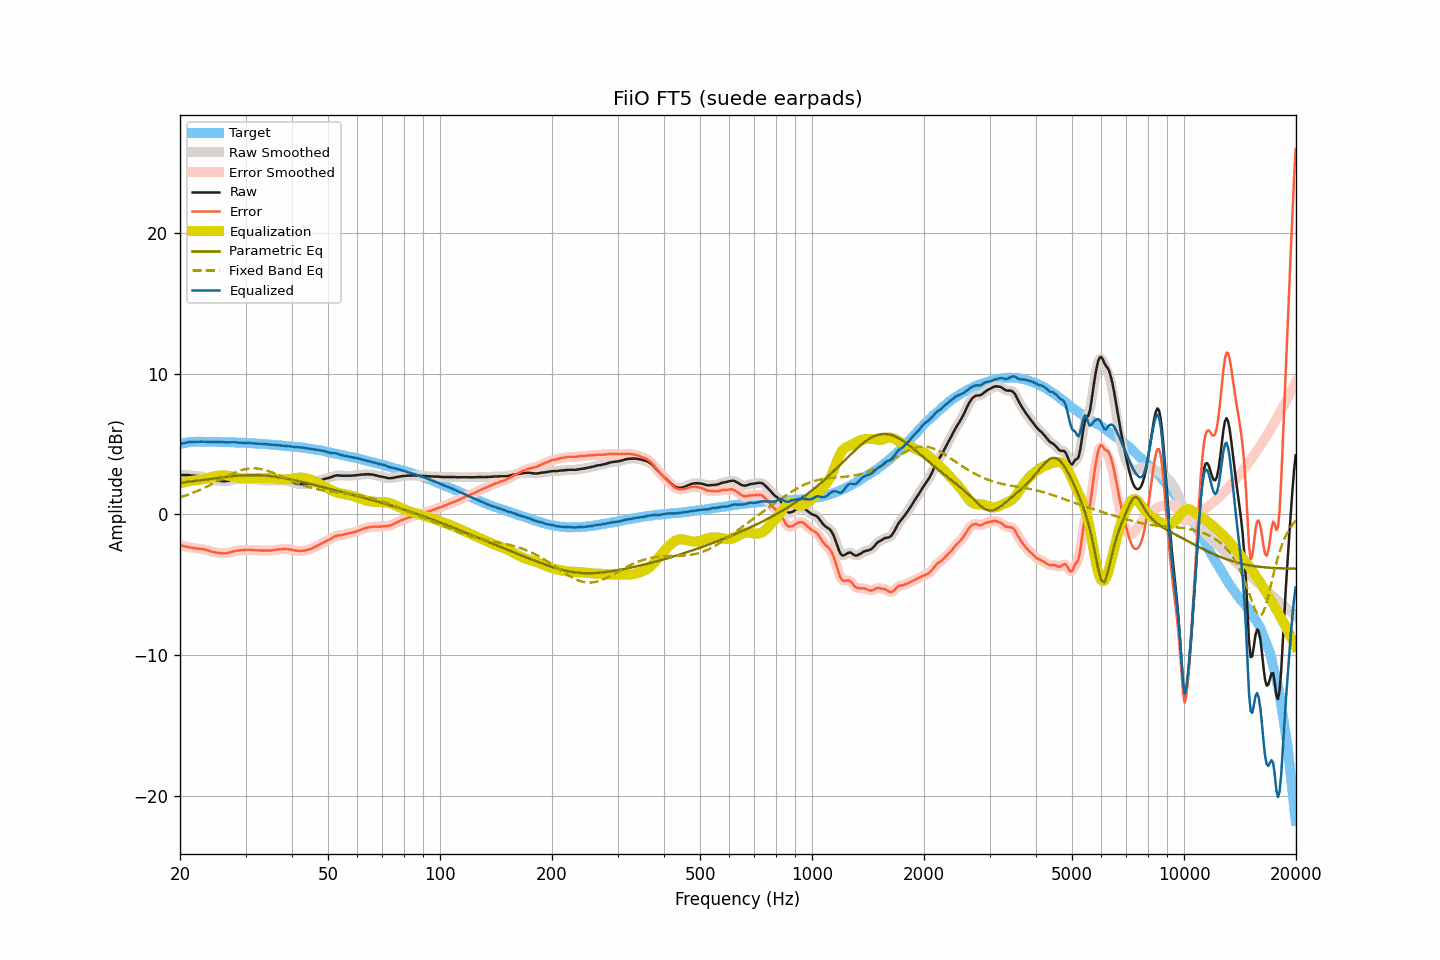 FiiO FT5 (suede earpads)
Target
Raw Smoothed
Error Smoothed
Raw
Error
Equalization
Parametric Eq
Fixed Band Eq
Equalized
Amplitude (dBr)
20
10
0
−10
−20
20 50 100 200 500 1000 2000 5000 10000 20000
Frequency (Hz)